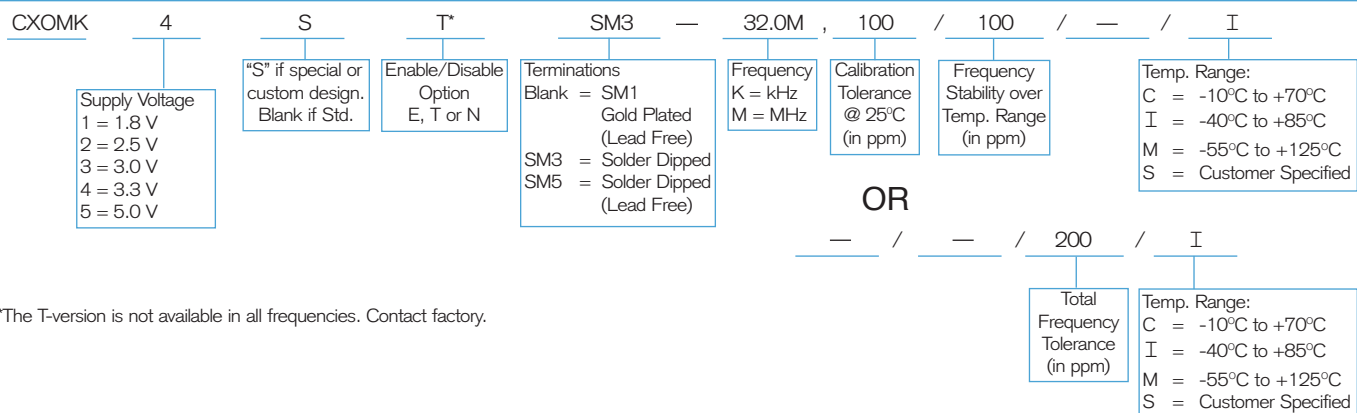 CXOMK 4 S T* SM3 — 32.0M , 100 / 100 / — / I
Supply Voltage
1 = 1.8 V
2 = 2.5 V
3 = 3.0 V
4 = 3.3 V
5 = 5.0 V
“S” if special or
custom design.
Blank if Std.
Enable/Disable
Option
E, T or N
Terminations
Blank = SM1
Gold Plated
(Lead Free)
SM3 = Solder Dipped
SM5 = Solder Dipped
(Lead Free)
Frequency
K = kHz
M = MHz
Calibration
Tolerance
@ 25°C
(in ppm)
Frequency
Stability over
Temp. Range
(in ppm)
Temp. Range:
C = -10°C to +70°C
I = -40°C to +85°C
M = -55°C to +125°C
S = Customer Specified
OR
— / — / 200 / I
Total
Frequency
Tolerance
(in ppm)
Temp. Range:
C = -10°C to +70°C
I = -40°C to +85°C
M = -55°C to +125°C
S = Customer Specified
*The T-version is not available in all frequencies. Contact factory.